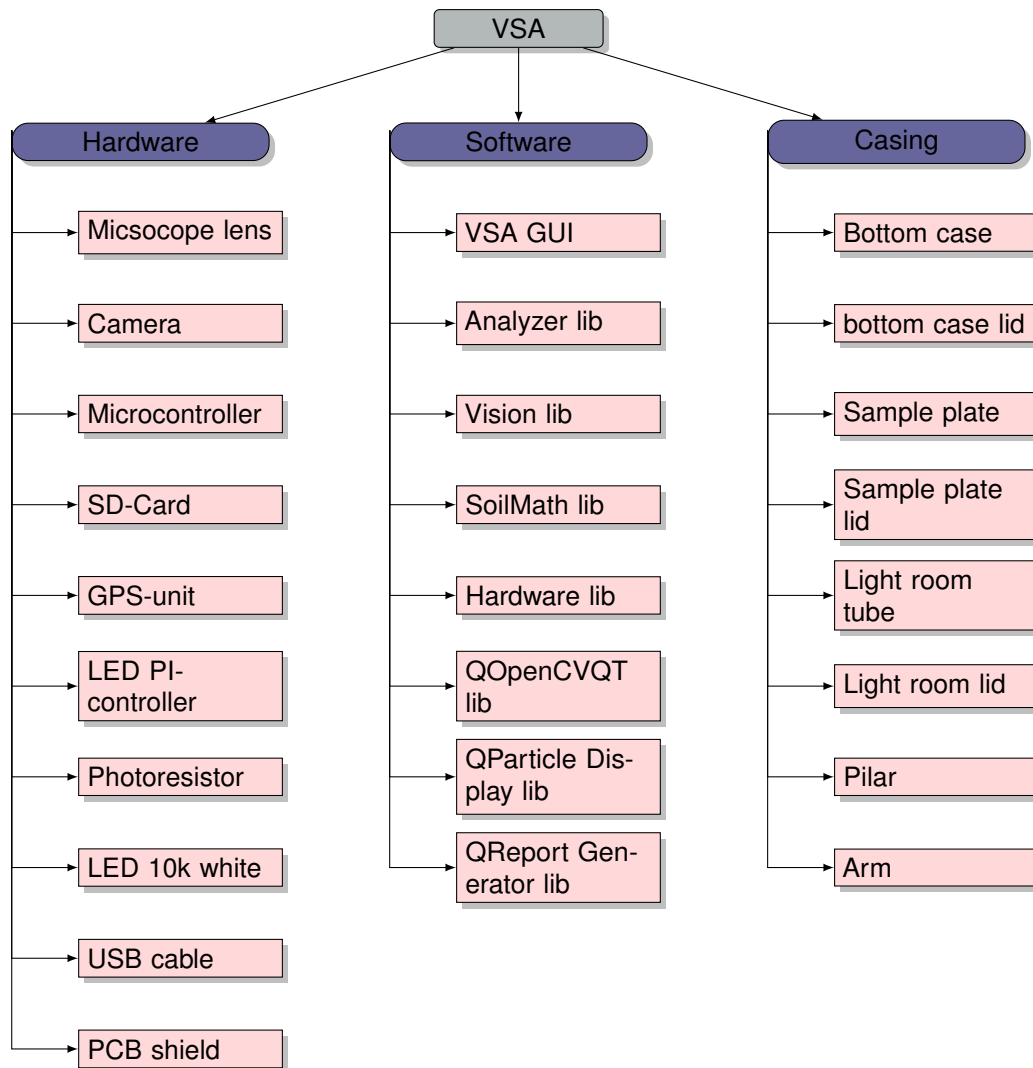 VSA
Hardware
Micsocope lens
Camera
Microcontroller
SD-Card
GPS-unit
LED PI-
controller
Photoresistor
LED 10k white
USB cable
PCB shield
Software
VSA GUI
Analyzer lib
Vision lib
SoilMath lib
Hardware lib
QOpenCVQT
lib
QParticle Dis-
play lib
QReport Gen-
erator lib
Casing
Bottom case
bottom case lid
Sample plate
Sample plate
lid
Light room
tube
Light room lid
Pilar
Arm